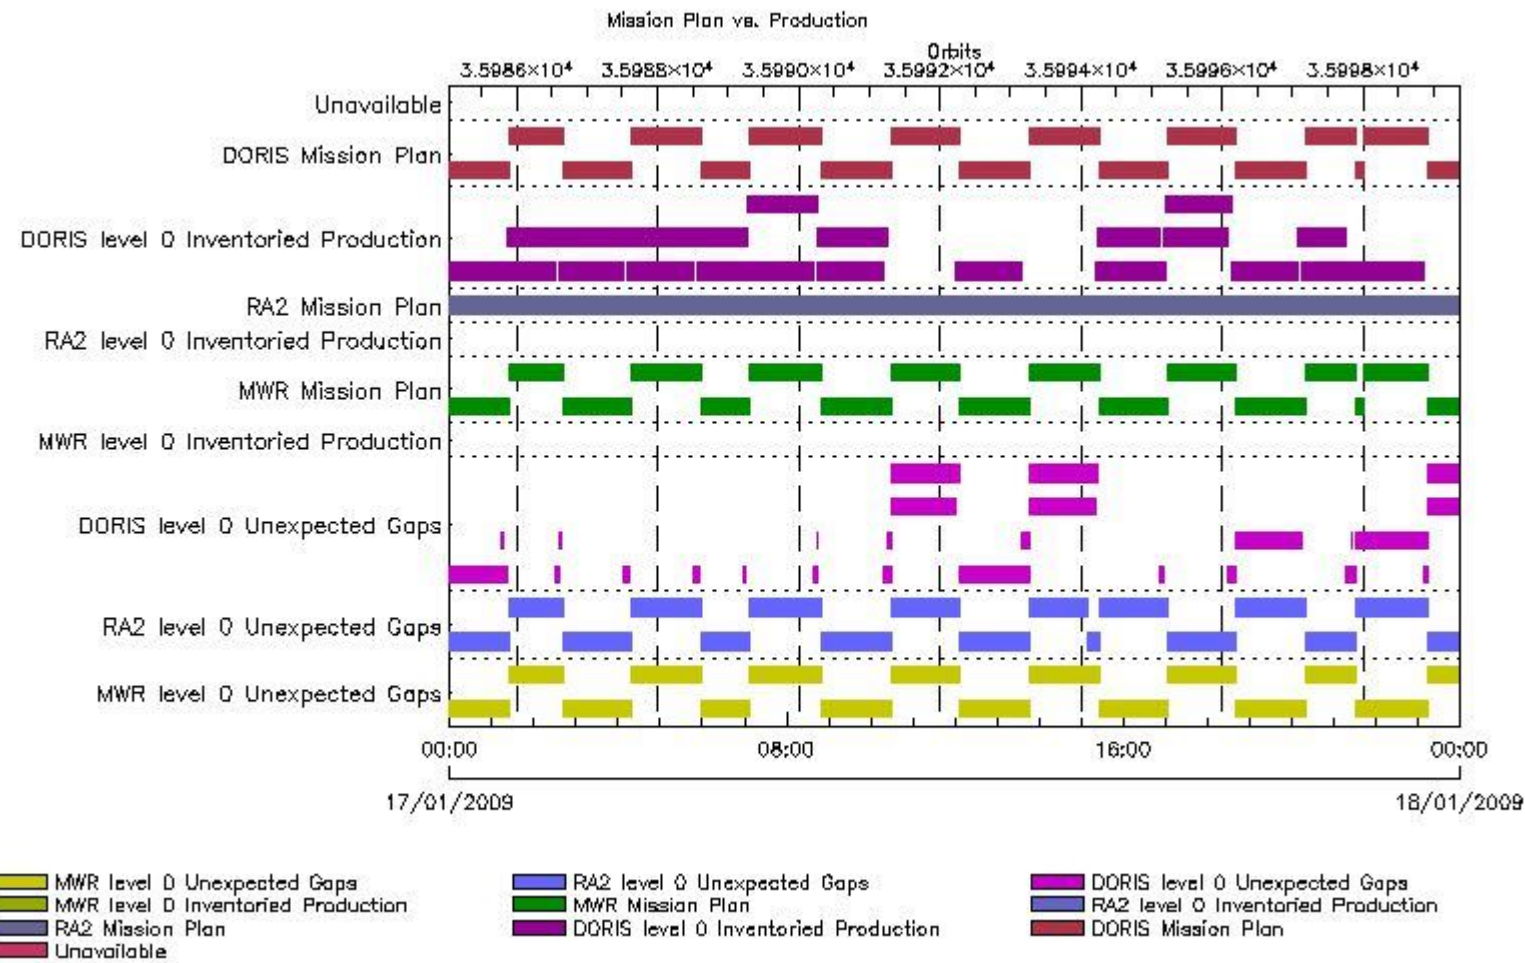 Mission Plan vs. Production
Orbits
3.5986×10⁴ 3.5988×10⁴ 3.5990×10⁴ 3.5992×10⁴ 3.5994×10⁴ 3.5996×10⁴ 3.5998×10⁴
Unavailable
DORIS Mission Plan
DORIS level 0 Inventoried Production
RA2 Mission Plan
RA2 level 0 Inventoried Production
MWR Mission Plan
MWR level 0 Inventoried Production
DORIS level 0 Unexpected Gaps
RA2 level 0 Unexpected Gaps
MWR level 0 Unexpected Gaps
00:00 08:00 16:00 00:00
17/01/2009 18/01/2009
MWR level 0 Unexpected Gaps RA2 level 0 Unexpected Gaps DORIS level 0 Unexpected Gaps
MWR level 0 Inventoried Production MWR Mission Plan RA2 level 0 Inventoried Production
RA2 Mission Plan DORIS level 0 Inventoried Production DORIS Mission Plan
Unavailable